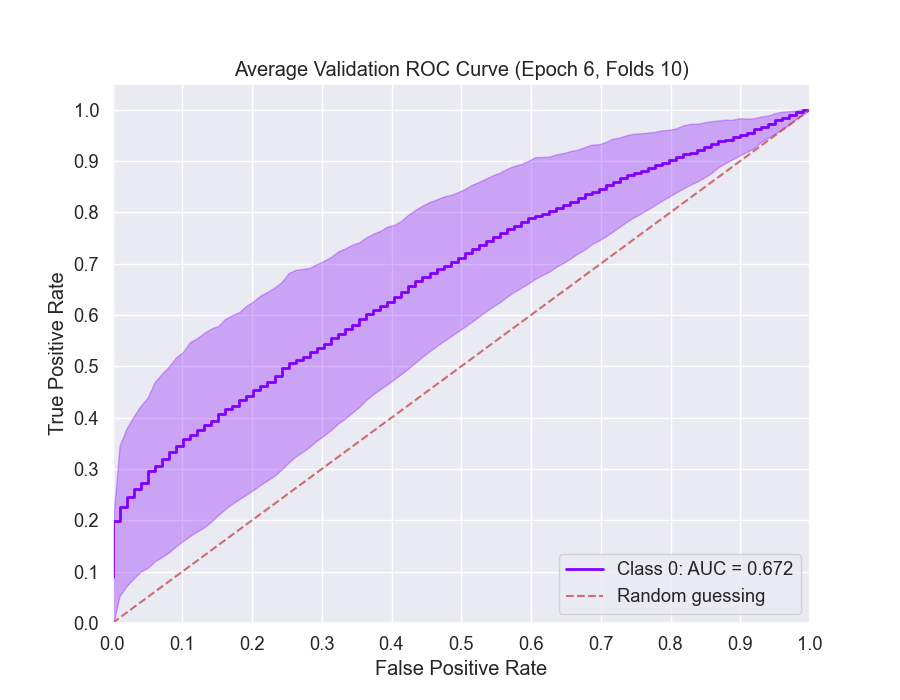 Average Validation ROC Curve (Epoch 6, Folds 10)
True Positive Rate
1.0
0.9
0.8
0.7
0.6
0.5
0.4
0.3
0.2
0.1
0.0
Class 0: AUC = 0.672
Random guessing
0.0 0.1 0.2 0.3 0.4 0.5 0.6 0.7 0.8 0.9 1.0
False Positive Rate